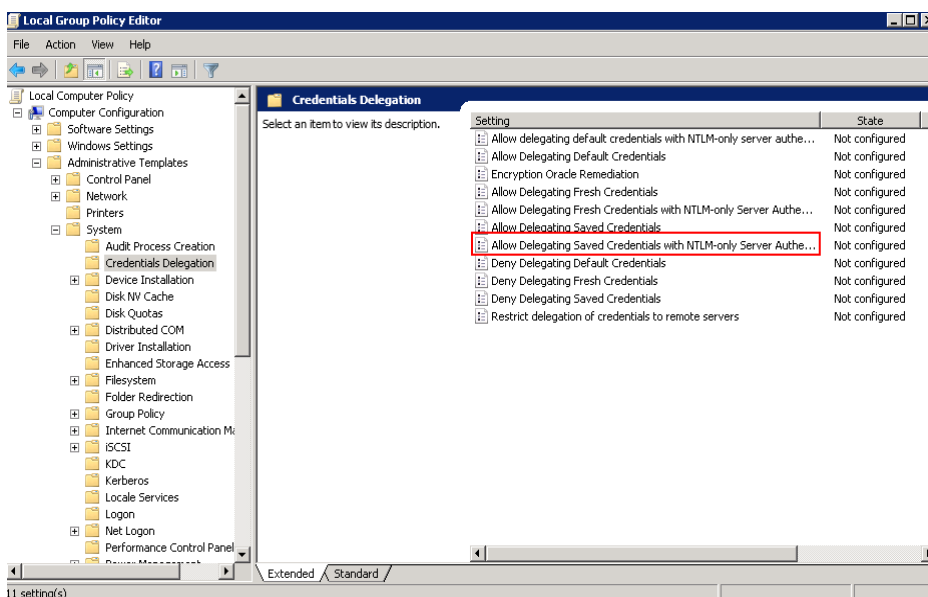 Local Group Policy Editor
File Action View Help
Local Computer Policy
Computer Configuration
Software Settings
Windows Settings
Administrative Templates
Control Panel
Network
Printers
System
Audit Process Creation
Credentials Delegation
Device Installation
Disk NV Cache
Disk Quotas
Distributed COM
Driver Installation
Enhanced Storage Access
Filesystem
Folder Redirection
Group Policy
Internet Communication Ma
iSCSI
KDC
Kerberos
Locale Services
Logon
Net Logon
Performance Control Panel
Credentials Delegation
Select an item to view its description.
Setting State
Allow delegating default credentials with NTLM-only server authe... Not configured
Allow Delegating Default Credentials Not configured
Encryption Oracle Remediation Not configured
Allow Delegating Fresh Credentials Not configured
Allow Delegating Fresh Credentials with NTLM-only Server Authe... Not configured
Allow Delegating Saved Credentials Not configured
Allow Delegating Saved Credentials with NTLM-only Server Authe... Not configured
Deny Delegating Default Credentials Not configured
Deny Delegating Fresh Credentials Not configured
Deny Delegating Saved Credentials Not configured
Restrict delegation of credentials to remote servers Not configured
Extended Standard
11 setting(s)